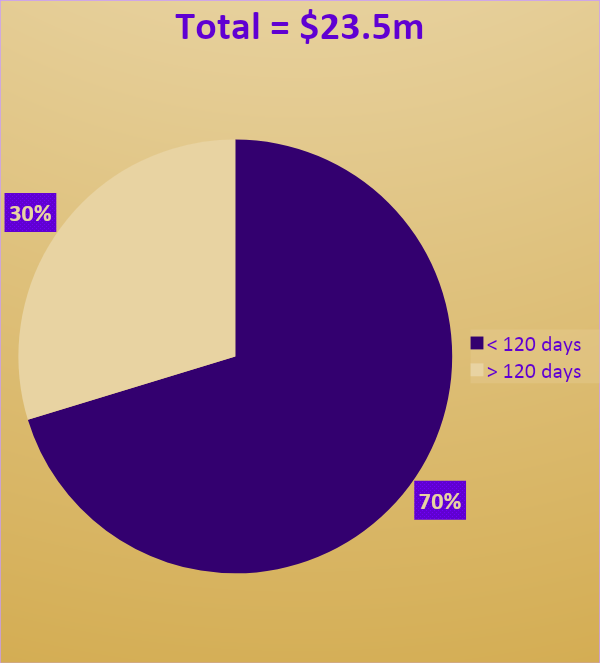 Total = $23.5m
30%
< 120 days
> 120 days
70%